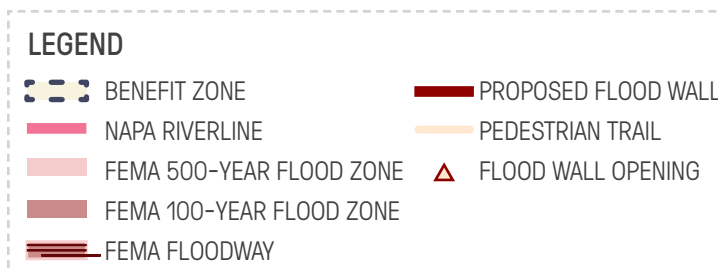 LEGEND
BENEFIT ZONE
NAPA RIVERLINE
FEMA 500-YEAR FLOOD ZONE
FEMA 100-YEAR FLOOD ZONE
FEMA FLOODWAY
PROPOSED FLOOD WALL
PEDESTRIAN TRAIL
FLOOD WALL OPENING